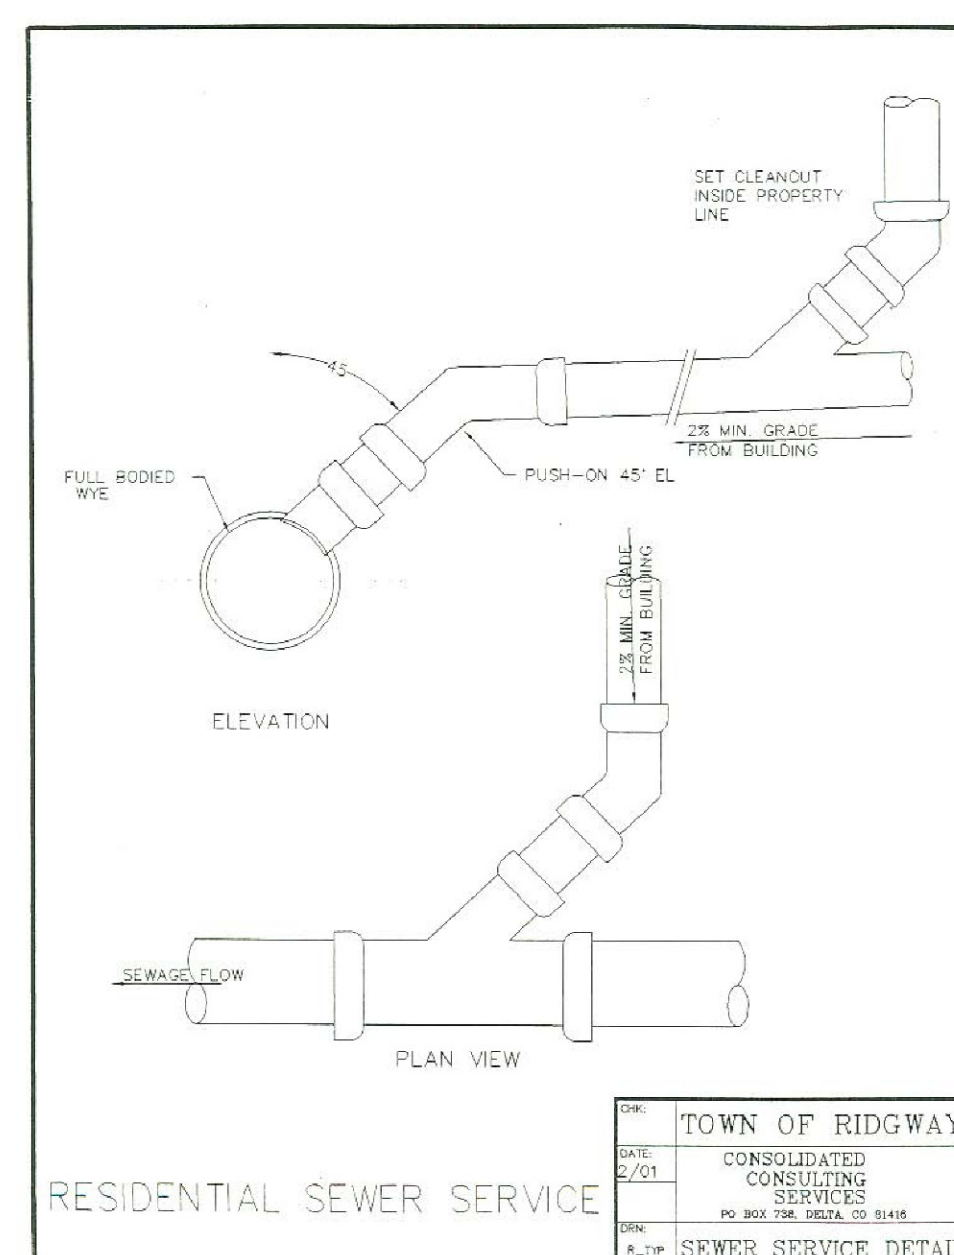 SET CLEANOUT
INSIDE PROPERTY
LINE
45
2% MIN. GRADE
FROM BUILDING
FULL BODIED
WYE
PUSH-ON 45° EL
2% MIN. GRADE
FROM BUILDING
ELEVATION
SEWAGE FLOW
PLAN VIEW
RESIDENTIAL SEWER SERVICE
CHK:
TOWN OF RIDGWAY
DATE:
2/01
CONSOLIDATED
CONSULTING
SERVICES
PO BOX 738, DELTA, CO 81416
DRN:
R_TYP
SEWER SERVICE DETAIL